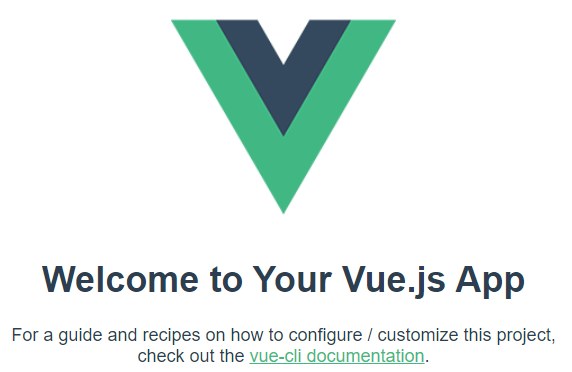 Welcome to Your Vue.js App
For a guide and recipes on how to configure / customize this project,
check out the vue-cli documentation.